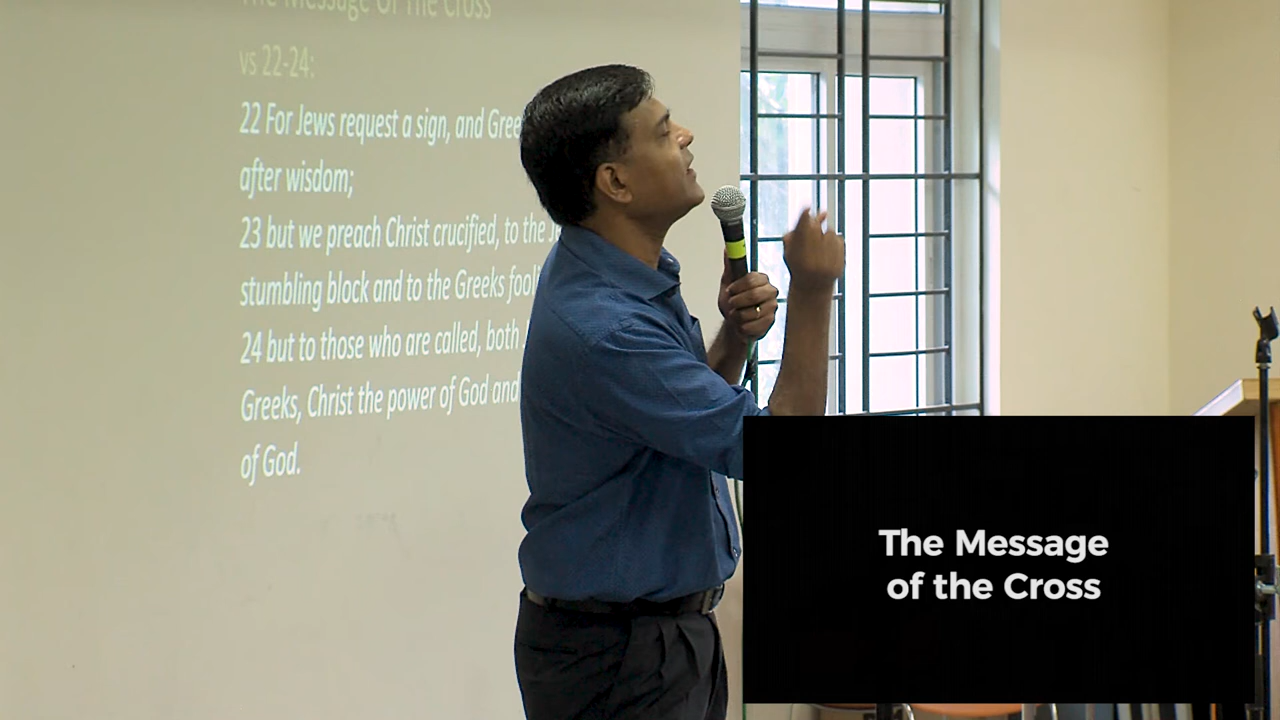 The Message Of The Cross
vs 22-24:
22 For Jews request a sign, and Gree
after wisdom;
23 but we preach Christ crucified, to the J
stumbling block and to the Greeks fooli
24 but to those who are called, both
Greeks, Christ the power of God and
of God.
The Message
of the Cross